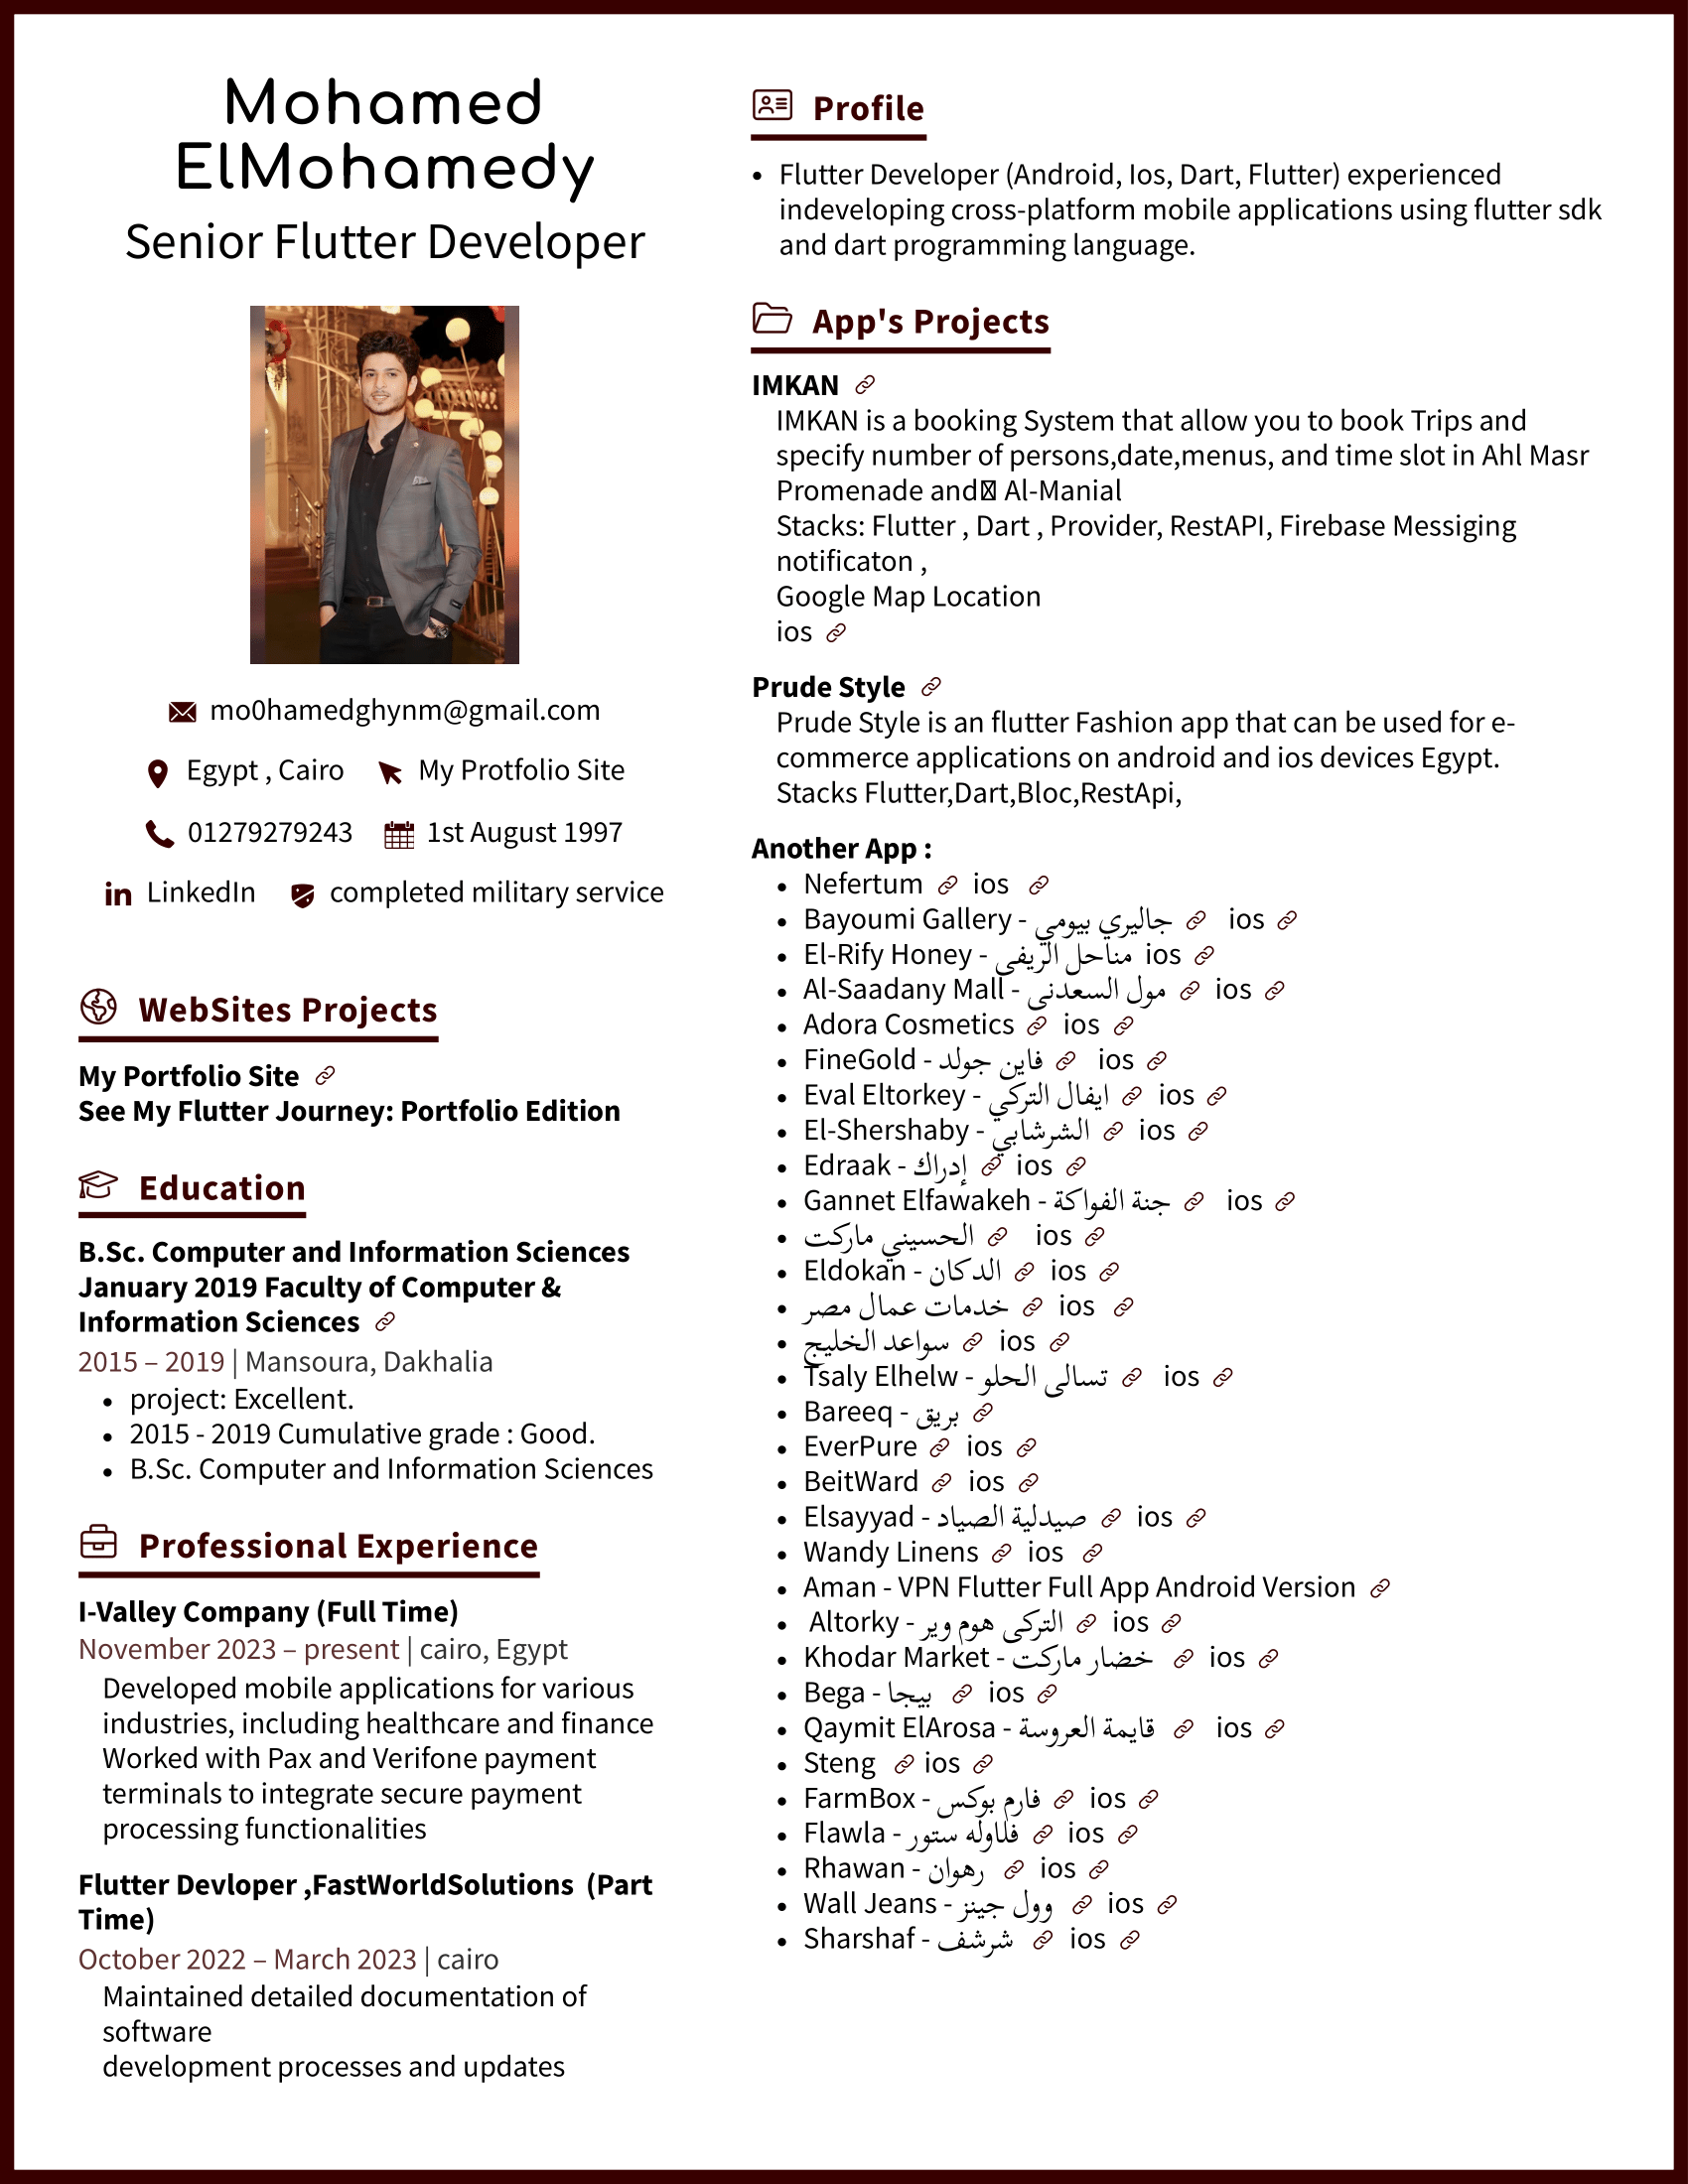 Mohamed
ElMohamedy
Senior Flutter Developer
mo0hamedghynm@gmail.com
Egypt , Cairo
My Protfolio Site
01279279243
1st August 1997
LinkedIn
completed military service
WebSites Projects
My Portfolio Site
See My Flutter Journey: Portfolio Edition
Education
B.Sc. Computer and Information Sciences
January 2019 Faculty of Computer &
Information Sciences
2015 – 2019 | Mansoura, Dakhalia
• project: Excellent.
• 2015 - 2019 Cumulative grade : Good.
• B.Sc. Computer and Information Sciences
Professional Experience
I-Valley Company (Full Time)
November 2023 – present | cairo, Egypt
Developed mobile applications for various
industries, including healthcare and finance
Worked with Pax and Verifone payment
terminals to integrate secure payment
processing functionalities
Flutter Devloper ,FastWorldSolutions (Part
Time)
October 2022 – March 2023 | cairo
Maintained detailed documentation of
software
development processes and updates
Profile
• Flutter Developer (Android, Ios, Dart, Flutter) experienced
indeveloping cross-platform mobile applications using flutter sdk
and dart programming language.
App's Projects
IMKAN
IMKAN is a booking System that allow you to book Trips and
specify number of persons,date,menus, and time slot in Ahl Masr
Promenade and Al-Manial
Stacks: Flutter , Dart , Provider, RestAPI, Firebase Messiging
notificaton ,
Google Map Location
ios
Prude Style
Prude Style is an flutter Fashion app that can be used for e-
commerce applications on android and ios devices Egypt.
Stacks Flutter,Dart,Bloc,RestApi,
Another App :
• Nefertum ios
• Bayoumi Gallery - جاليري بيومي ios
• El-Rify Honey - مناحل الريفى ios
• Al-Saadany Mall - مول السعدنى ios
• Adora Cosmetics ios
• FineGold - فاين جولد ios
• Eval Eltorkey - ايفال التركي ios
• El-Shershaby - الشرشابي ios
• Edraak - إدراك ios
• Gannet Elfawakeh - جنة الفواكة ios
• الحسيني ماركت ios
• Eldokan - الدكان ios
• خدمات عمال مصر ios
• سواعد الخليج ios
• Tsaly Elhelw - تسالى الحلو ios
• Bareeq - بريق
• EverPure ios
• BeitWard ios
• Elsayyad - صيدلية الصياد ios
• Wandy Linens ios
• Aman - VPN Flutter Full App Android Version
• Altorky - التركى هوم وير ios
• Khodar Market - خضار ماركت ios
• Bega - بيجا ios
• Qaymit ElArosa - قايمة العروسة ios
• Steng ios
• FarmBox - فارم بوكس ios
• Flawla - فلاوله ستور ios
• Rhawan - رهوان ios
• Wall Jeans - وول جينز ios
• Sharshaf - شرشف ios